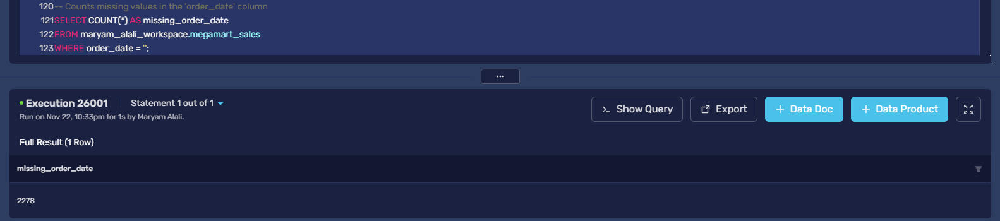 120-- Counts missing values in the 'order_date' column
121SELECT COUNT(*) AS missing_order_date
122FROM maryam_alali_workspace.megamart_sales
123WHERE order_date = '';
...
Execution 26001 Statement 1 out of 1
Run on Nov 22, 10:33pm for 1s by Maryam Alali.
>_ Show Query Export + Data Doc + Data Product
Full Result (1 Row)
missing_order_date
2278